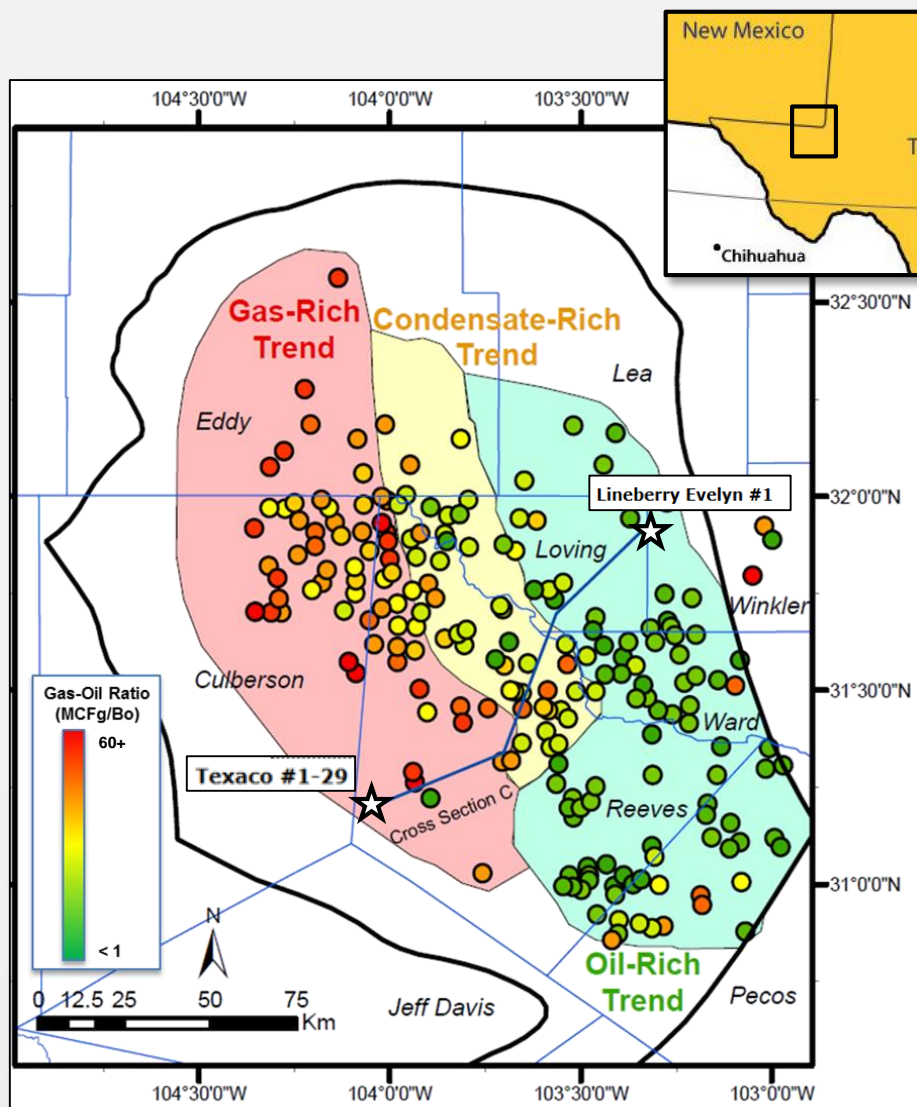 New Mexico
T
Chihuahua
104°30'0"W
104°0'0"W
103°30'0"W
32°30'0"N
32°0'0"N
31°30'0"N
31°0'0"N
Gas-Rich
Trend
Condensate-Rich
Trend
Lea
Eddy
Lineberry Evelyn #1
Loving
Winkler
Culberson
Gas-Oil Ratio
(MCFg/Bo)
60+
< 1
Ward
Texaco #1-29
Cross Section C
Reeves
N
0 12.5 25 50 75
Km
Jeff Davis
Oil-Rich
Trend
Pecos
104°30'0"W
104°0'0"W
103°30'0"W
103°0'0"W